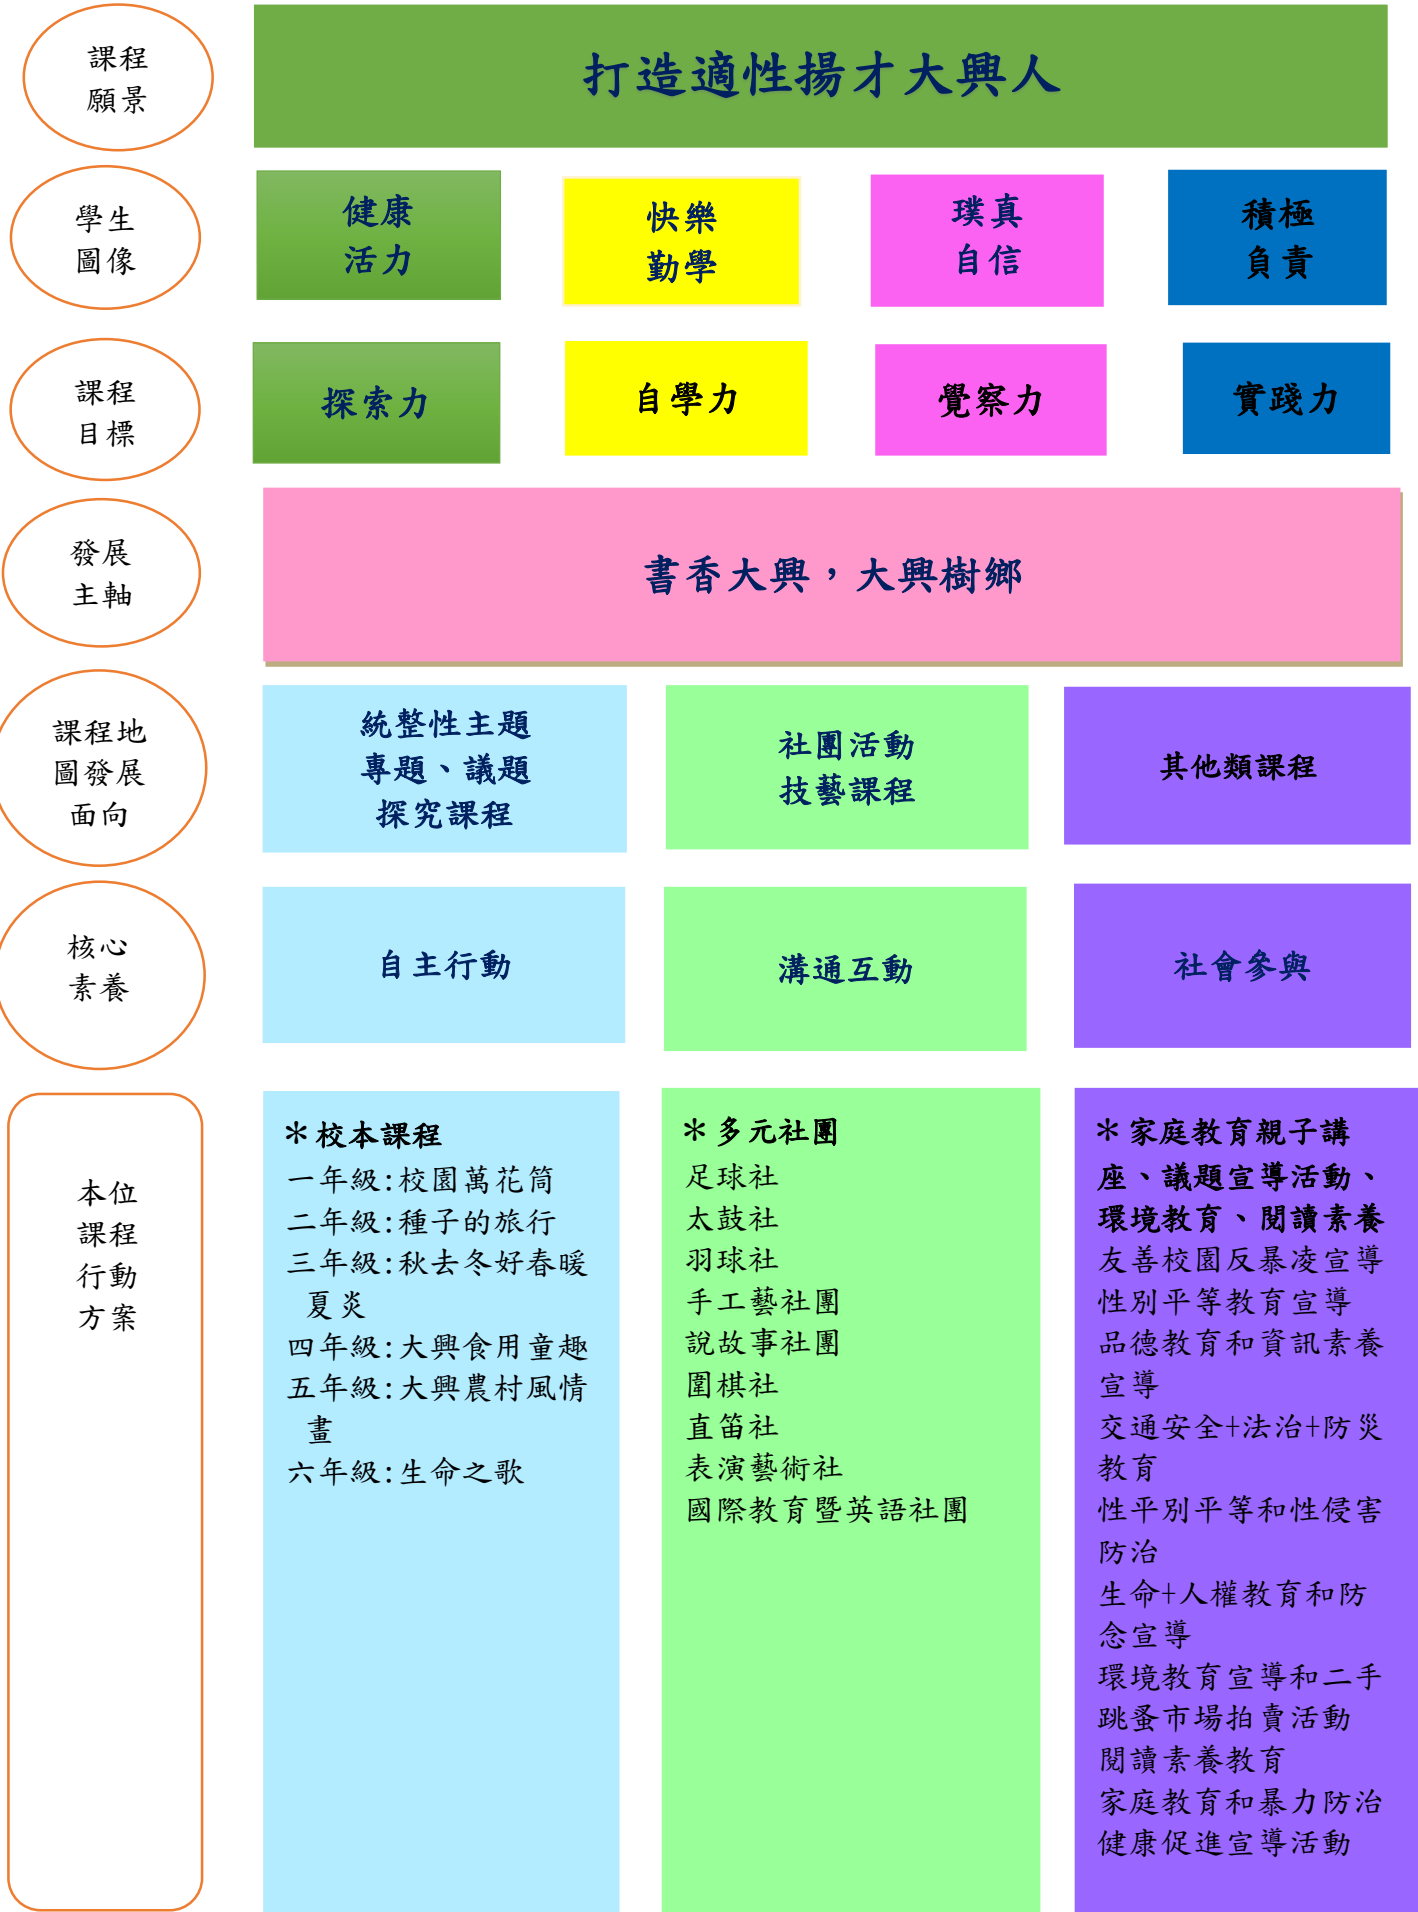 課程
願景
打造適性揚才大興人
學生
圖像
健康
活力
快樂
勤學
璞真
自信
積極
負責
課程
目標
探索力
自學力
覺察力
實踐力
發展
主軸
書香大興，大興樹鄉
課程地
圖發展
面向
統整性主題
專題、議題
探究課程
社團活動
技藝課程
其他類課程
核心
素養
自主行動
溝通互動
社會參與
本位
課程
行動
方案
＊校本課程
一年級:校園萬花筒
二年級:種子的旅行
三年級:秋去冬好春暖
夏炎
四年級:大興食用童趣
五年級:大興農村風情
畫
六年級:生命之歌
＊多元社團
足球社
太鼓社
羽球社
手工藝社團
說故事社團
圍棋社
直笛社
表演藝術社
國際教育暨英語社團
＊家庭教育親子講
座、議題宣導活動、
環境教育、閱讀素養
友善校園反暴凌宣導
性別平等教育宣導
品德教育和資訊素養
宣導
交通安全+法治+防災
教育
性平別平等和性侵害
防治
生命+人權教育和防
念宣導
環境教育宣導和二手
跳蚤市場拍賣活動
閱讀素養教育
家庭教育和暴力防治
健康促進宣導活動